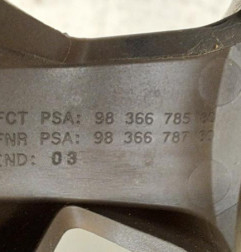 FCT PSA: 98 366 785
FNR PSA: 98 366 787
IND: 03